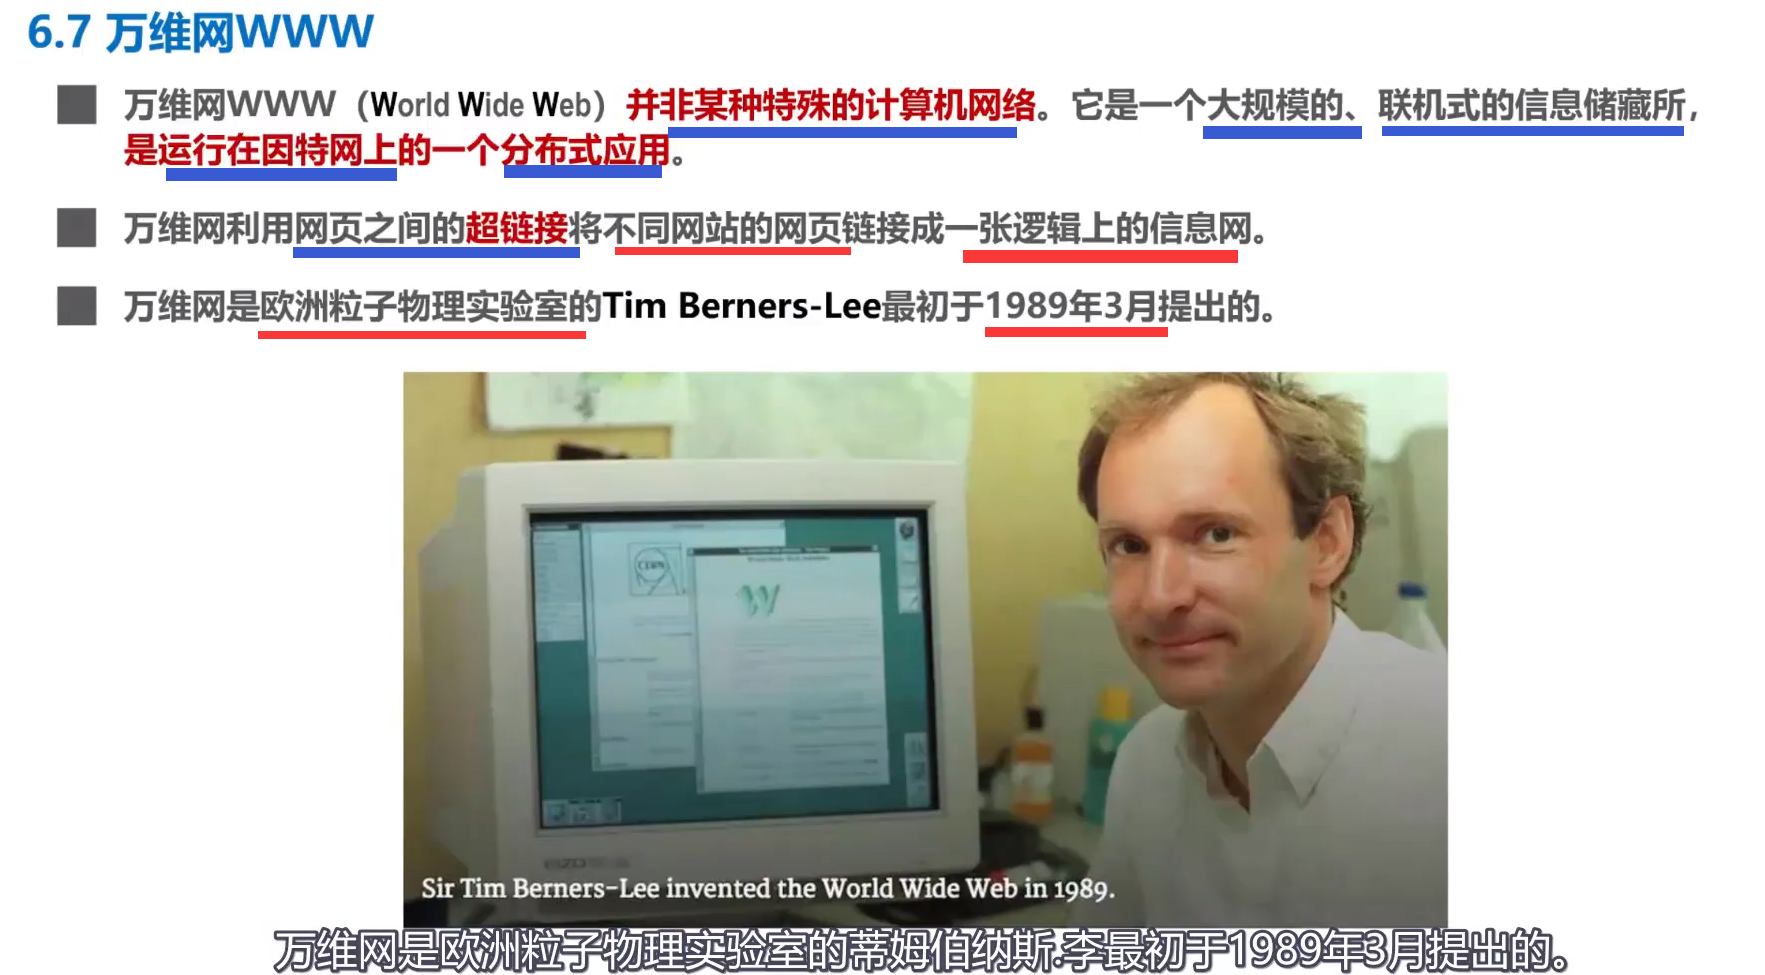 6.7 万维网WWW
万维网WWW（World Wide Web）并非某种特殊的计算机网络。它是一个大规模的、联机式的信息储藏所，
是运行在因特网上的一个分布式应用。
万维网利用网页之间的超链接将不同网站的网页链接成一张逻辑上的信息网。
万维网是欧洲粒子物理实验室的Tim Berners-Lee最初于1989年3月提出的。
CERN
W
EIZO
Sir Tim Berners-Lee invented the World Wide Web in 1989.
万维网是欧洲粒子物理实验室的蒂姆伯纳斯.李最初于1989年3月提出的。